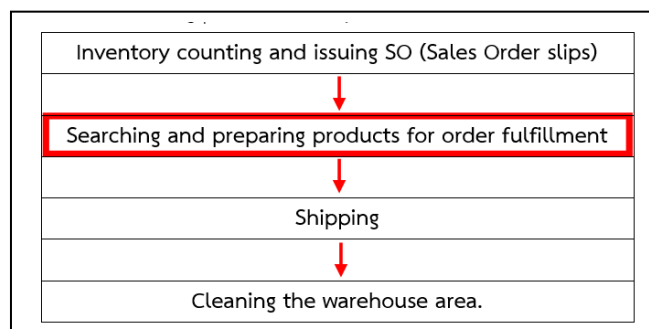 Inventory counting and issuing SO (Sales Order slips)
Searching and preparing products for order fulfillment
Shipping
Cleaning the warehouse area.